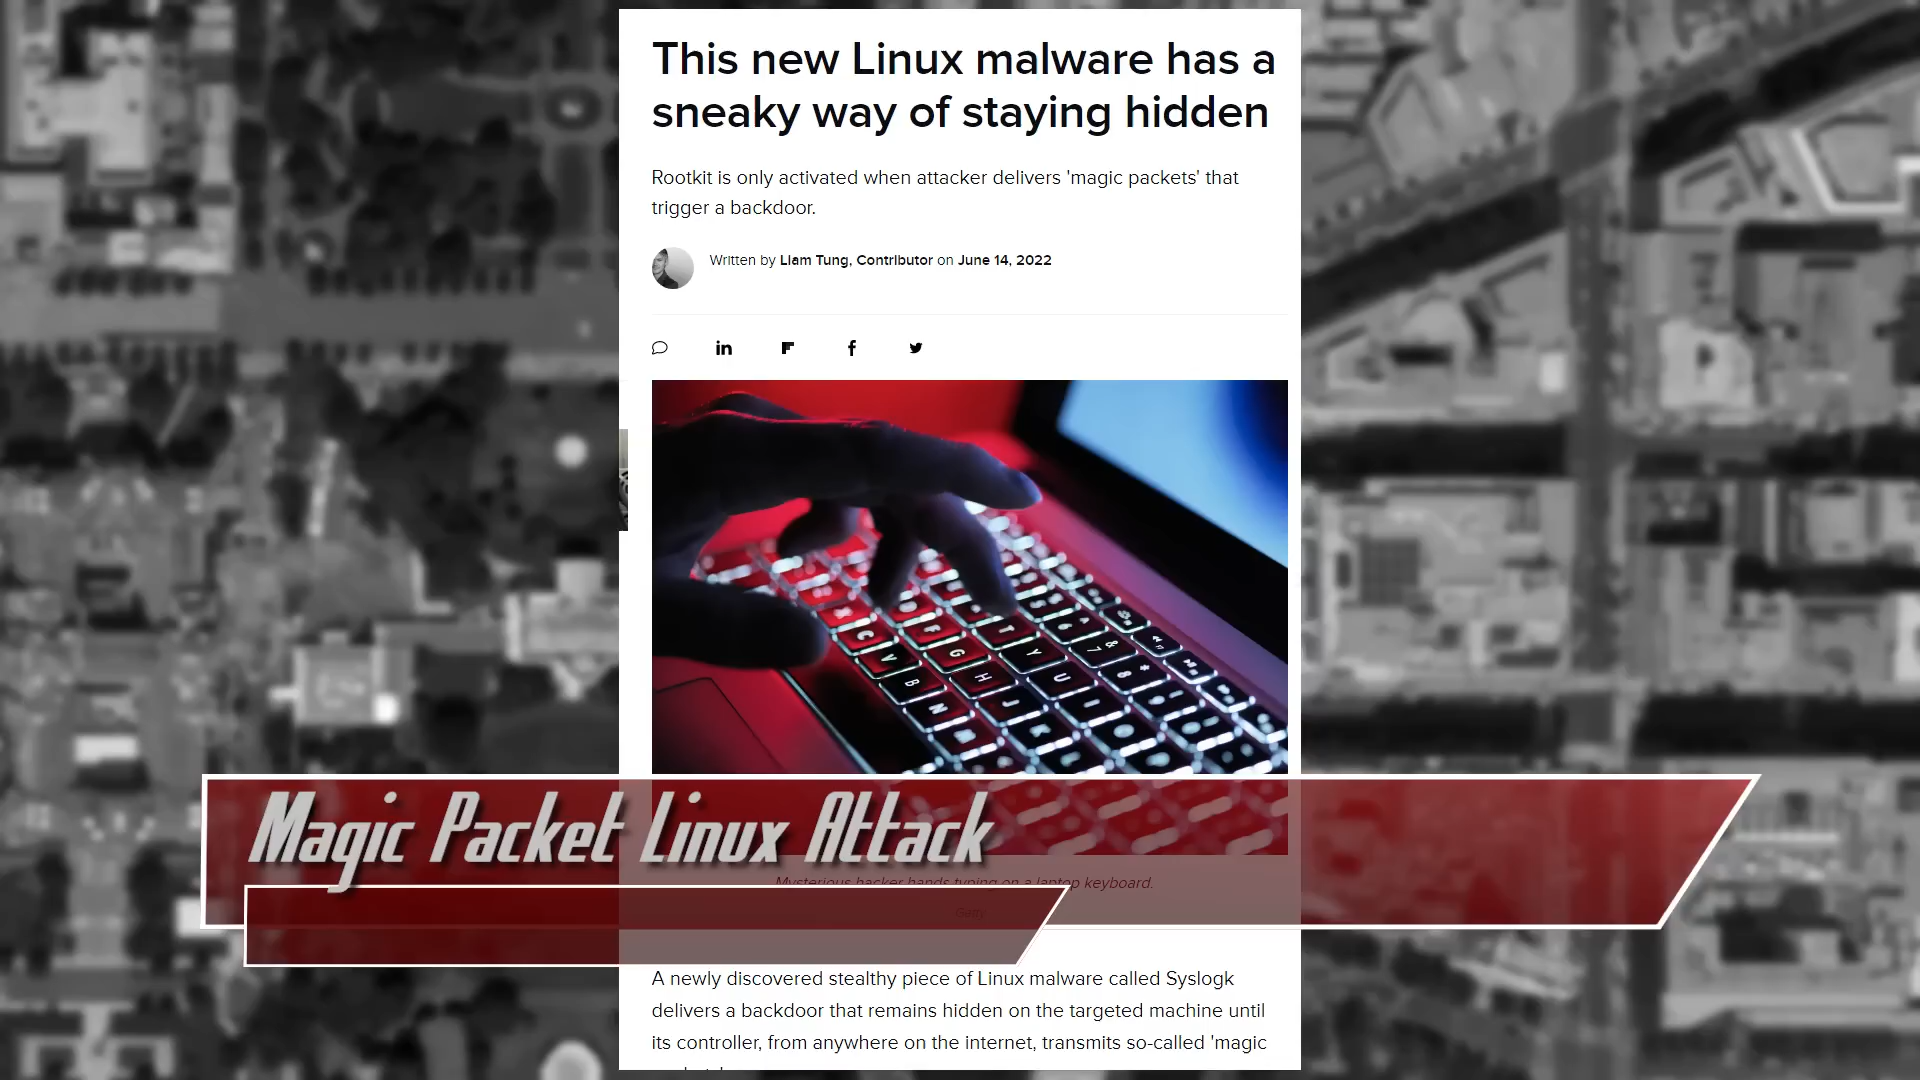 This new Linux malware has a
sneaky way of staying hidden
Rootkit is only activated when attacker delivers 'magic packets' that
trigger a backdoor.
Written by Liam Tung, Contributor on June 14, 2022
Magic Packet Linux Attack
Mysterious hacker hands typing on a laptop keyboard.
Getty
A newly discovered stealthy piece of Linux malware called Syslogk
delivers a backdoor that remains hidden on the targeted machine until
its controller, from anywhere on the internet, transmits so-called 'magic